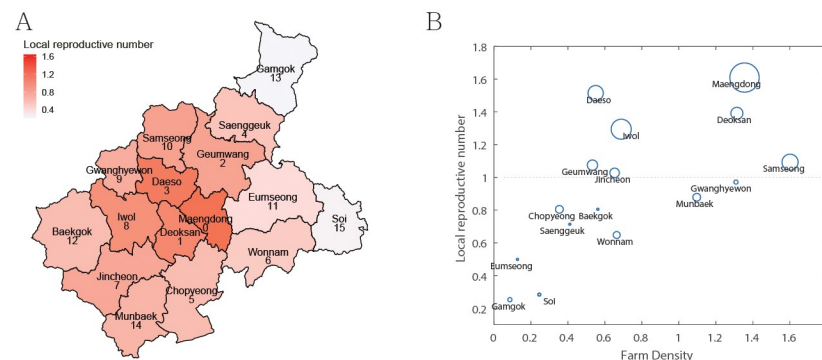 A
Local reproductive number
1.6
1.2
0.8
0.4
Gamgok
13
Saenggeuk
4
Samseong
10
Geumwang
2
Gwanghyewon
9
Daeso
3
Eumseong
11
Iwol
8
Maengdong
0
Soi
15
Baekgok
12
Deoksan
1
Wonnam
6
Jincheon
7
Chopyeong
5
Munbaek
14
B
Local reproductive number
1.8
1.6
1.4
1.2
1
0.8
0.6
0.4
0.2
Maengdong
Daeso
Deoksan
Iwol
Samseong
Geumwang
Jincheon
Gwanghyewon
Munbaek
Chopyeong
Baekgok
Saenggeuk
Wonnam
Eumseong
Gamgok
Soi
0
0.2
0.4
0.6
0.8
1
1.2
1.4
1.6
Farm Density